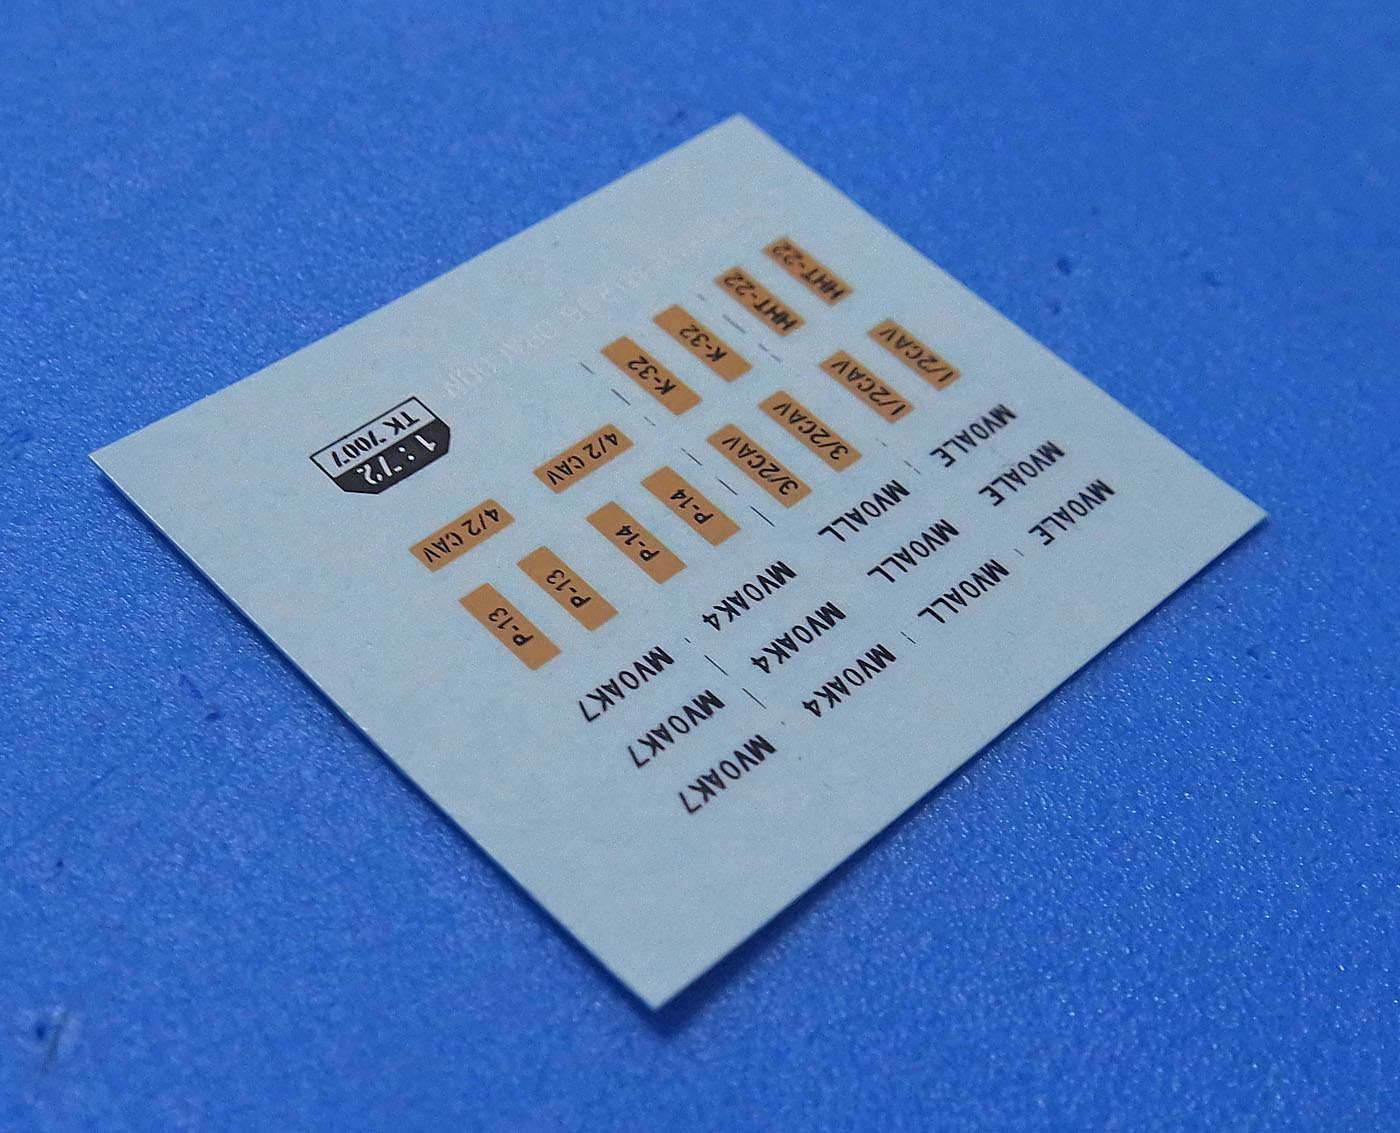 MVOALE MVOALL MVOAK4 MVOAK7
MVOALE MVOALL MVOAK4 MVOAK7
MVOALE MVOALL MVOAK4 MVOAK7
1/2CAV 1/2CAV 3/2CAV 3/2CAV P-14 P-14 P-13 P-13
HHT-22 HHT-22 K-32 K-32 4/2 CAV 4/2 CAV
1:72
TK 7007